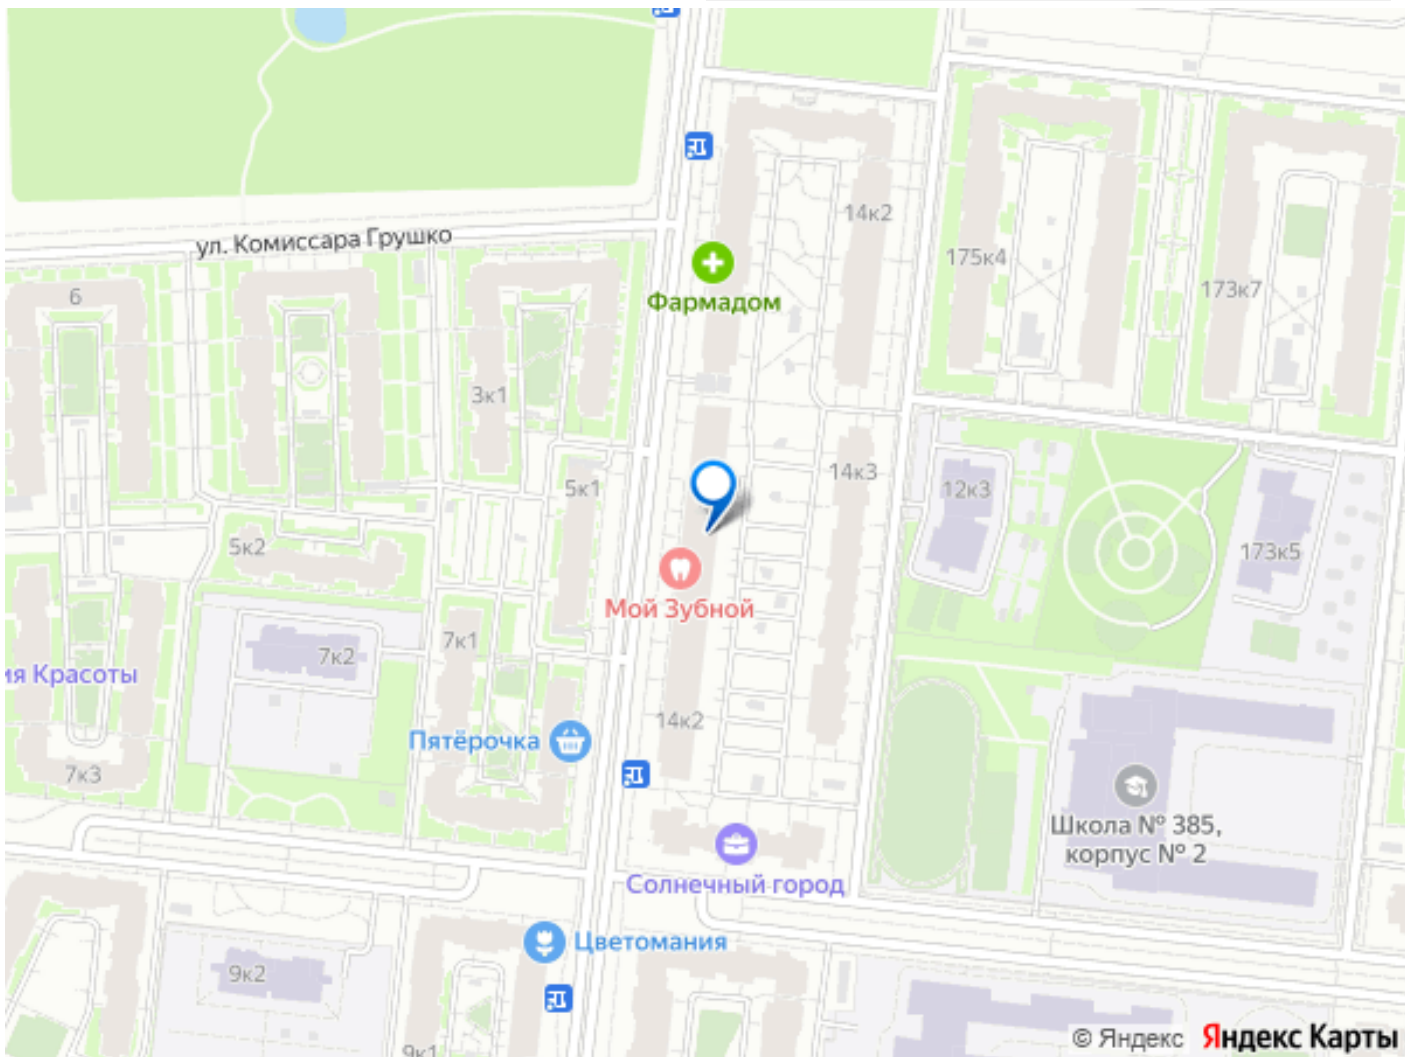 ул. Комиссара Грушко
14к2
6
175к4
173к7
Фармадом
3к1
5к1
14к3
12к3
5к2
173к5
Мой Зубной
7к1
7к2
ия Красоты
14к2
Пятёрочка
7к3
Школа № 385,
корпус № 2
Солнечный город
Цветомания
9к2
9к1
© Яндекс Яндекс Карты